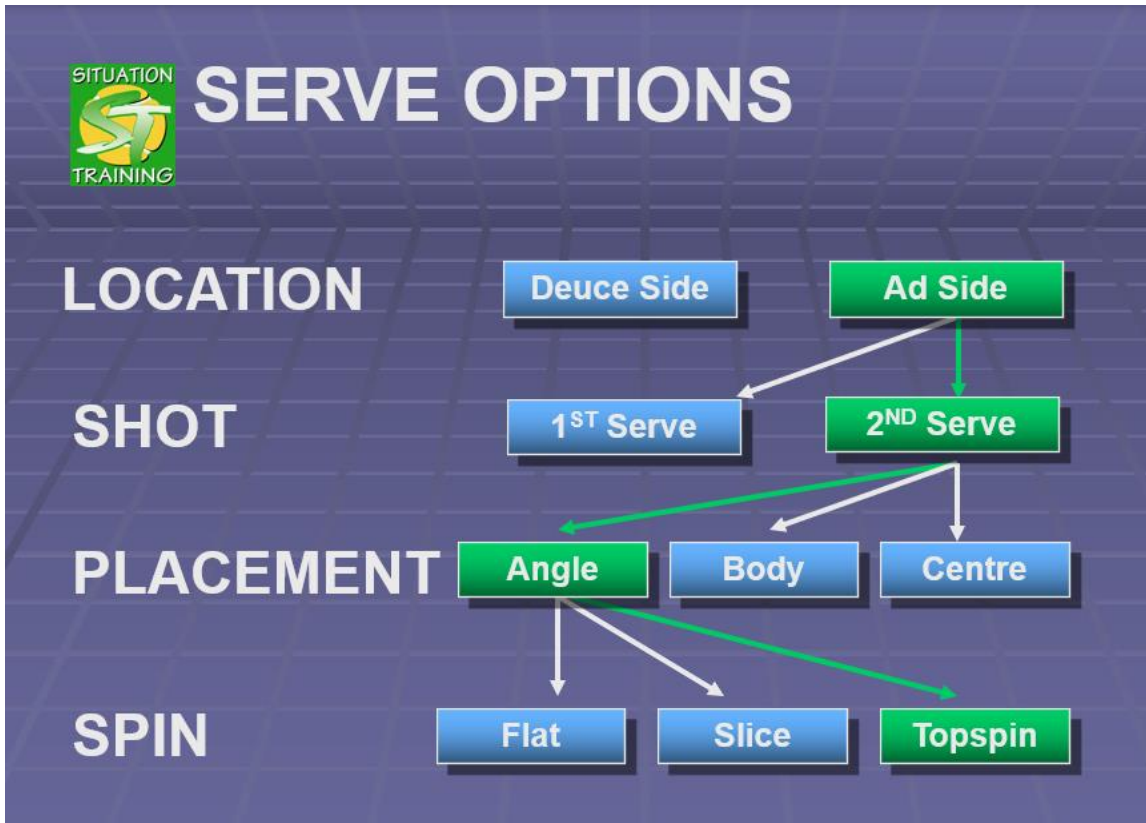 SITUATION
ST
TRAINING
SERVE OPTIONS
LOCATION
Deuce Side
Ad Side
SHOT
1ST Serve
2ND Serve
PLACEMENT
Angle
Body
Centre
SPIN
Flat
Slice
Topspin